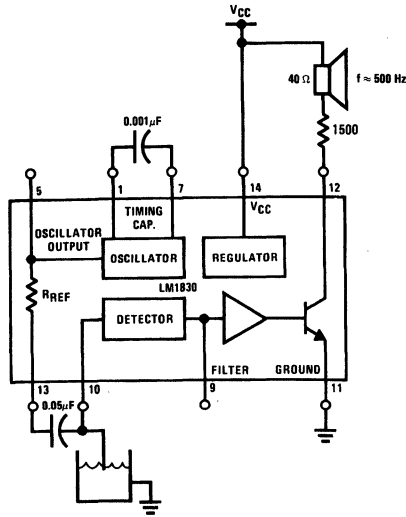 VCC
40 Ω
f ≈ 500 Hz
1500
0.001μF
5
1
7
14
12
TIMING
CAP.
VCC
OSCILLATOR
OUTPUT
OSCILLATOR
REGULATOR
LM1830
RREF
DETECTOR
FILTER
GROUND
13
10
9
11
0.05μF